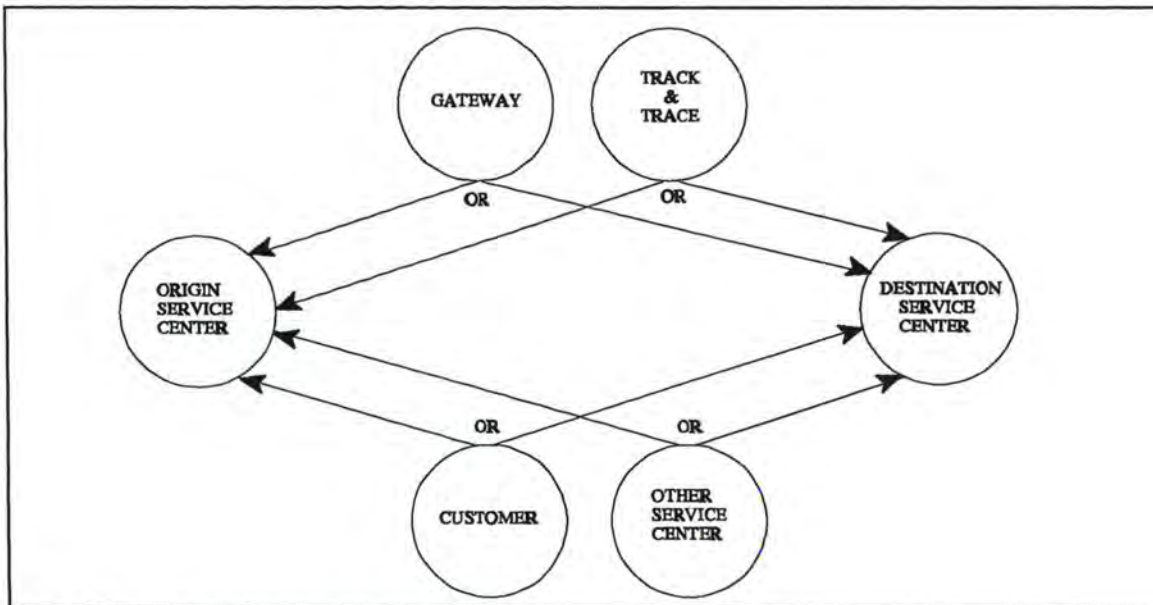 GATEWAY
TRACK
&
TRACE
OR
OR
ORIGIN
SERVICE
CENTER
DESTINATION
SERVICE
CENTER
OR
OR
CUSTOMER
OTHER
SERVICE
CENTER